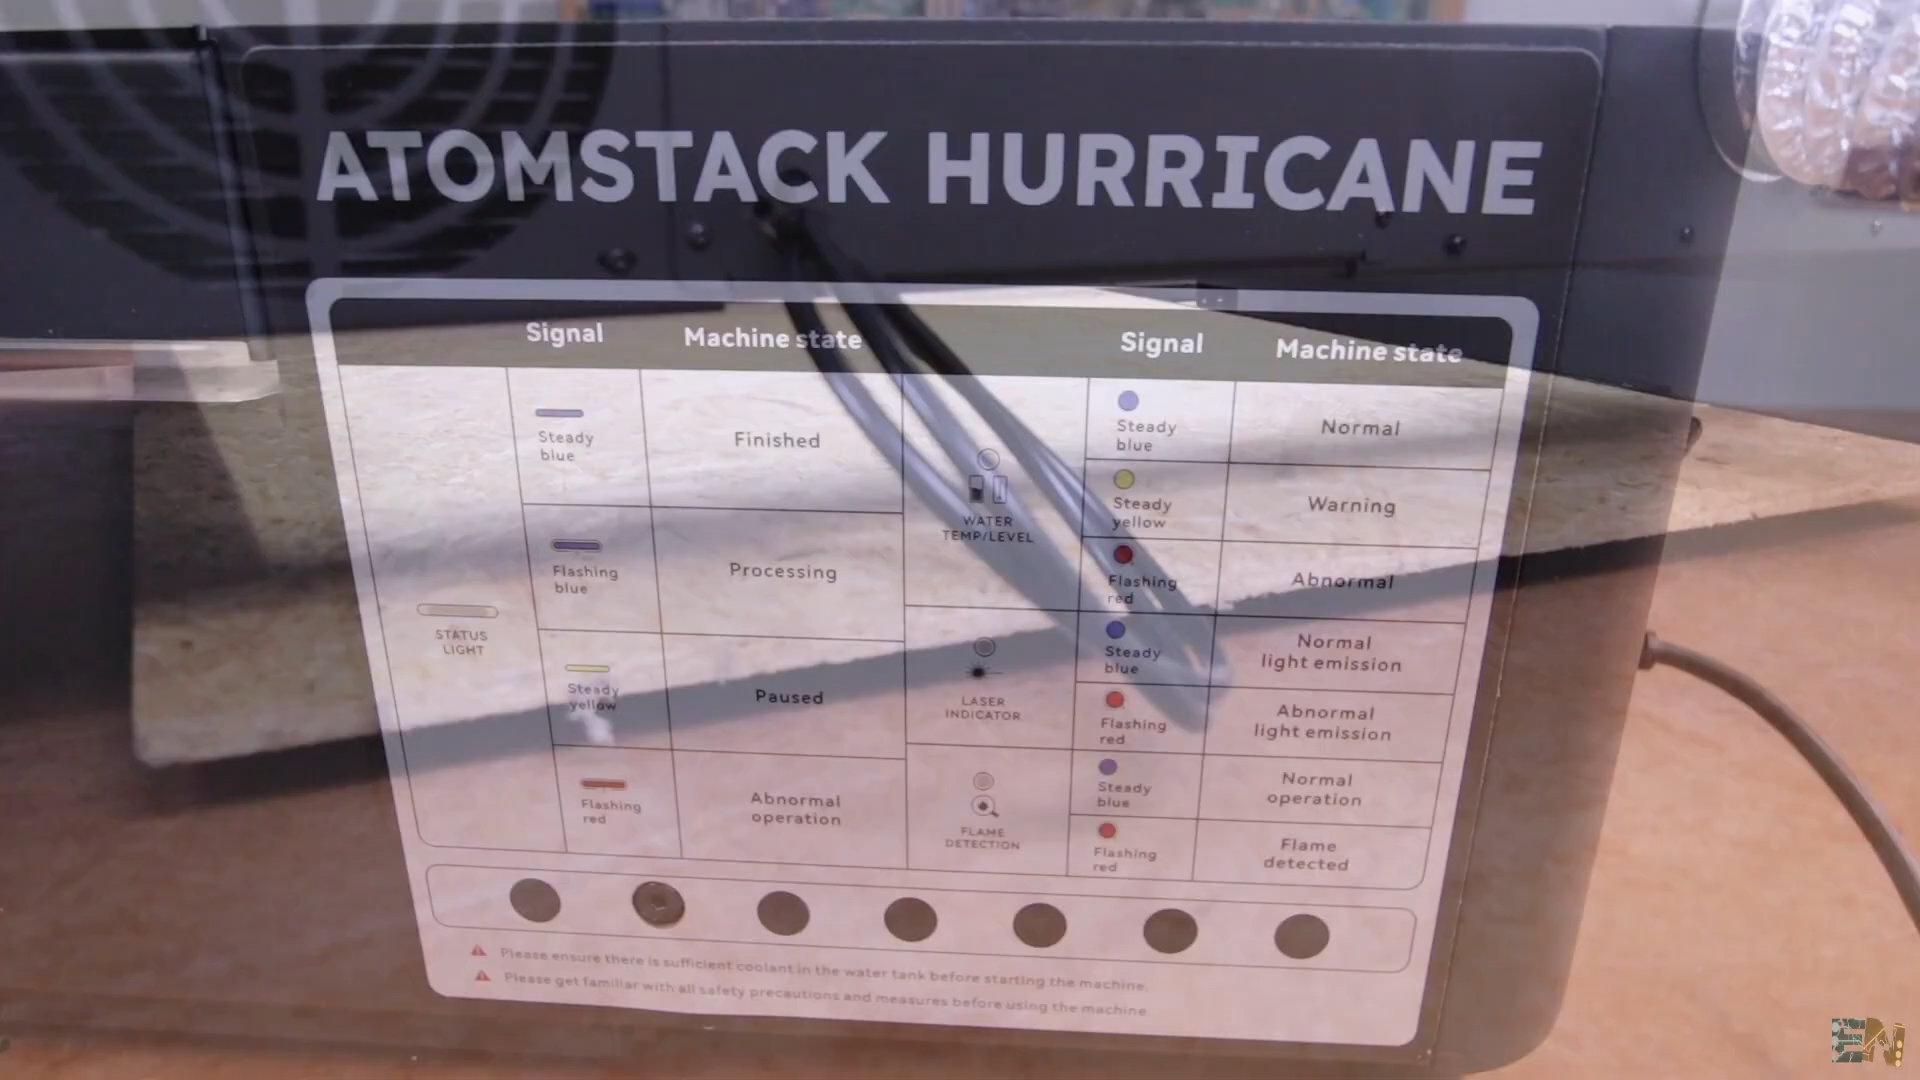 ATOMSTACK HURRICANE
Signal
Machine state
Signal
Machine state
STATUS
LIGHT
Steady
blue
Finished
Flashing
blue
Processing
Steady
yellow
Paused
Flashing
red
Abnormal
operation
WATER
TEMP/LEVEL
Steady
blue
Normal
Steady
yellow
Warning
Flashing
red
Abnormal
LASER
INDICATOR
Steady
blue
Normal
light emission
Flashing
red
Abnormal
light emission
FLAME
DETECTION
Steady
blue
Normal
operation
Flashing
red
Flame
detected
Please ensure there is sufficient coolant in the water tank before starting the machine.
Please get familiar with all safety precautions and measures before using the machine
EN